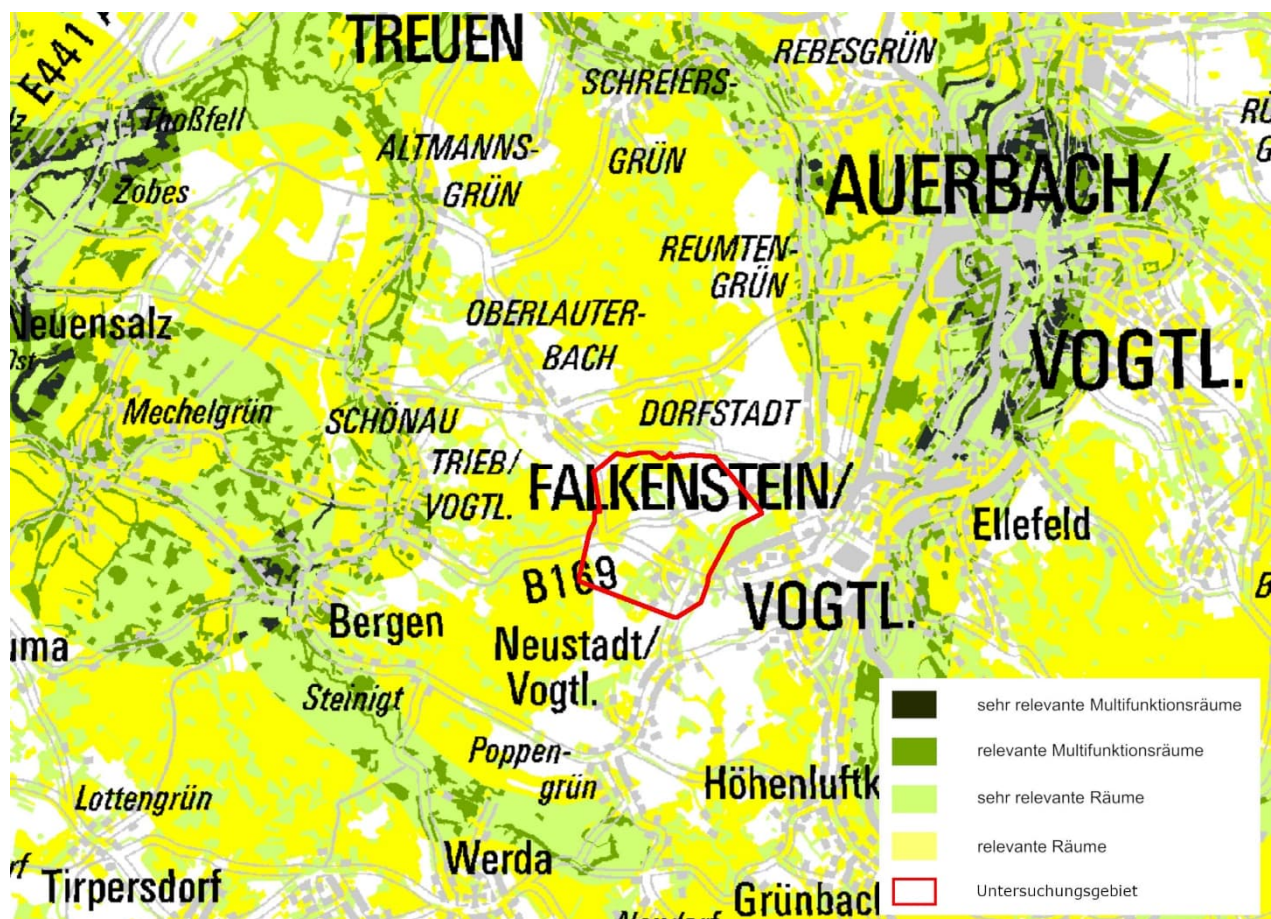 TREUEN
REBESGRÜN
E441
SCHREIERS-
GRÜN
Thoßfell
ALTMANNS-
GRÜN
Zobes
AUERBACH/
REUMTEN-
GRÜN
OBERLAUTER-
BACH
Neuensalz
VOGTL.
Mechelgrün
SCHÖNAU
DORFSTADT
TRIEB/
VOGTL.
FALKENSTEIN/
Ellefeld
B169
VOGTL.
Bergen
Neustadt/
Vogtl.
Steinigt
Poppen-
grün
Höhenluftk
Lottengrün
Werda
Tirpersdorf
Grünbach
sehr relevante Multifunktionsräume
relevante Multifunktionsräume
sehr relevante Räume
relevante Räume
Untersuchungsgebiet